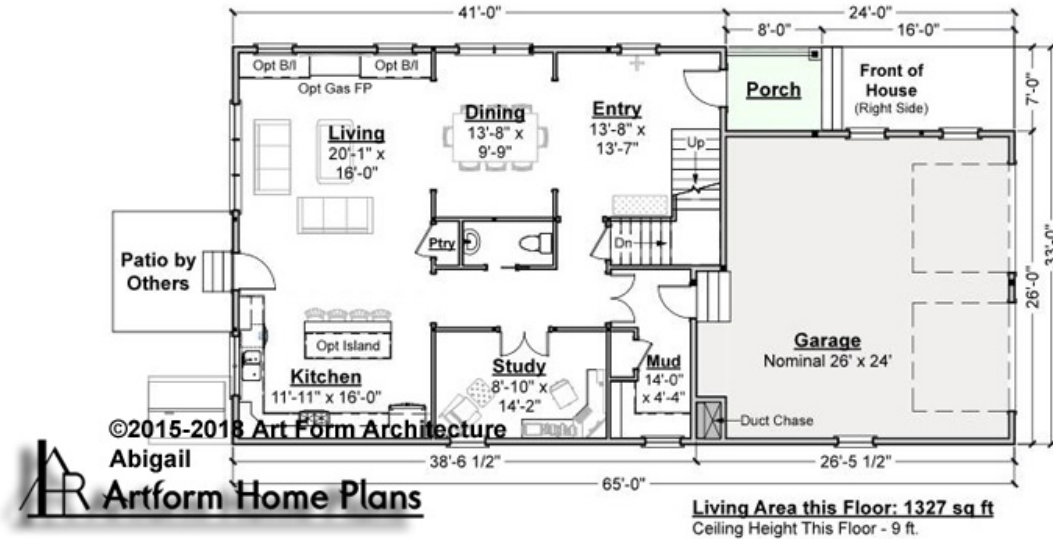 41'-0"
24'-0"
8'-0"
16'-0"
Opt B/I
Opt B/I
Opt Gas FP
Living
20'-1" x
16'-0"
Dining
13'-8" x
9'-9"
Entry
13'-8" x
13'-7"
Porch
Front of
House
(Right Side)
7'-0"
Up
Ptry
Dn
Patio by
Others
26'-0"
33'-0"
Opt Island
Kitchen
11'-11" x 16'-0"
Study
8'-10" x
14'-2"
Mud
14'-0"
x 4'-4"
Garage
Nominal 26' x 24'
Duct Chase
©2015-2018 Art Form Architecture
Abigail
38'-6 1/2"
26'-5 1/2"
65'-0"
AR Artform Home Plans
Living Area this Floor: 1327 sq ft
Ceiling Height This Floor - 9 ft.